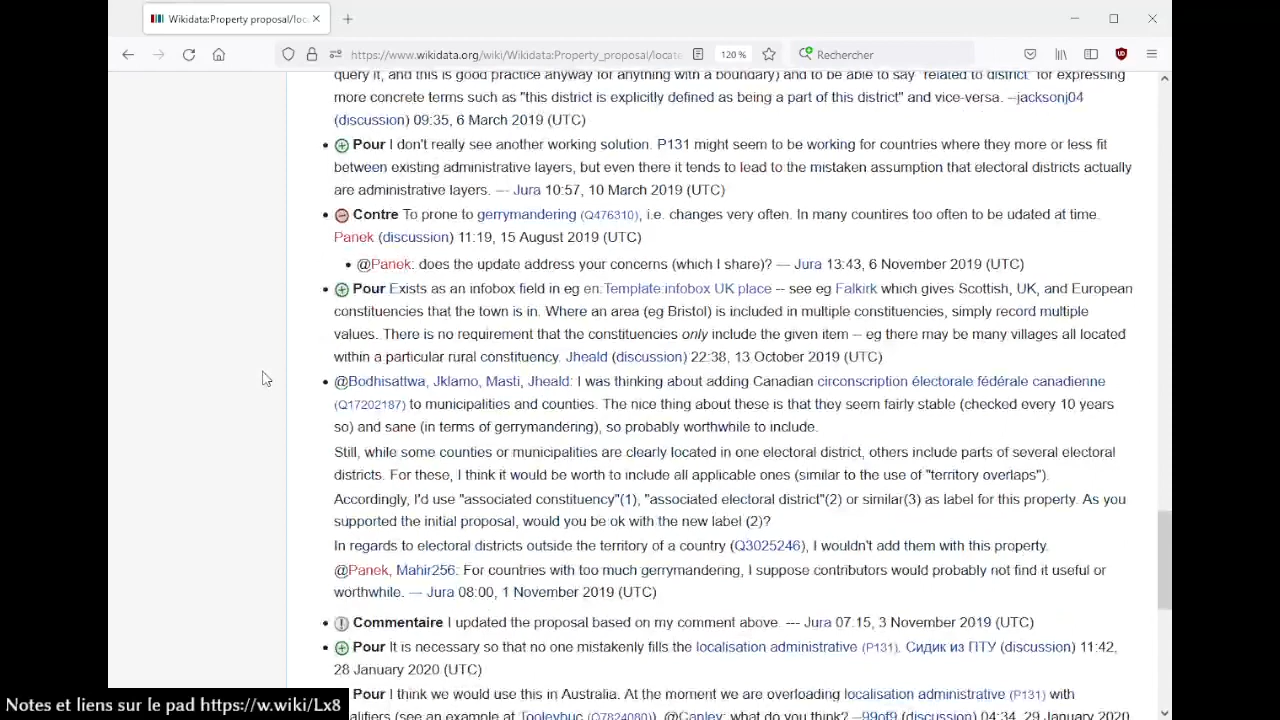 Wikidata:Property proposal/loc
https://www.wikidata.org/wiki/Wikidata:Property_proposal/locate
120 %
Rechercher
query it, and this is good practice anyway for anything with a boundary) and to be able to say "related to district" for expressing
more concrete terms such as "this district is explicitly defined as being a part of this district" and vice-versa. --jacksonj04
(discussion) 09:35, 6 March 2019 (UTC)
Pour I don't really see another working solution. P131 might seem to be working for countries where they more or less fit
between existing administrative layers, but even there it tends to lead to the mistaken assumption that electoral districts actually
are administrative layers. --- Jura 10:57, 10 March 2019 (UTC)
Contre To prone to gerrymandering (Q476310), i.e. changes very often. In many countires too often to be udated at time.
Panek (discussion) 11:19, 15 August 2019 (UTC)
@Panek: does the update address your concerns (which I share)? --- Jura 13:43, 6 November 2019 (UTC)
Pour Exists as an infobox field in eg en:Template:infobox UK place -- see eg Falkirk which gives Scottish, UK, and European
constituencies that the town is in. Where an area (eg Bristol) is included in multiple constituencies, simply record multiple
values. There is no requirement that the constituencies only include the given item -- eg there may be many villages all located
within a particular rural constituency. Jheald (discussion) 22:38, 13 October 2019 (UTC)
@Bodhisattwa, Jklamo, Masti, Jheald: I was thinking about adding Canadian circonscription électorale fédérale canadienne
(Q17202187) to municipalities and counties. The nice thing about these is that they seem fairly stable (checked every 10 years
so) and sane (in terms of gerrymandering), so probably worthwhile to include.
Still, while some counties or municipalities are clearly located in one electoral district, others include parts of several electoral
districts. For these, I think it would be worth to include all applicable ones (similar to the use of "territory overlaps").
Accordingly, I'd use "associated constituency"(1), "associated electoral district"(2) or similar(3) as label for this property. As you
supported the initial proposal, would you be ok with the new label (2)?
In regards to electoral districts outside the territory of a country (Q3025246), I wouldn't add them with this property.
@Panek, Mahir256: For countries with too much gerrymandering, I suppose contributors would probably not find it useful or
worthwhile. --- Jura 08:00, 1 November 2019 (UTC)
Commentaire I updated the proposal based on my comment above. --- Jura 07:15, 3 November 2019 (UTC)
Pour It is necessary so that no one mistakenly fills the localisation administrative (P131). Сидик из ПТУ (discussion) 11:42,
28 January 2020 (UTC)
Pour I think we would use this in Australia. At the moment we are overloading localisation administrative (P131) with
alifiers (see an example at Tooleybuc (Q7824080)). @Canley: what do you think? --99of9 (discussion) 04:34, 29 January 2020
Notes et liens sur le pad https://w.wiki/Lx8